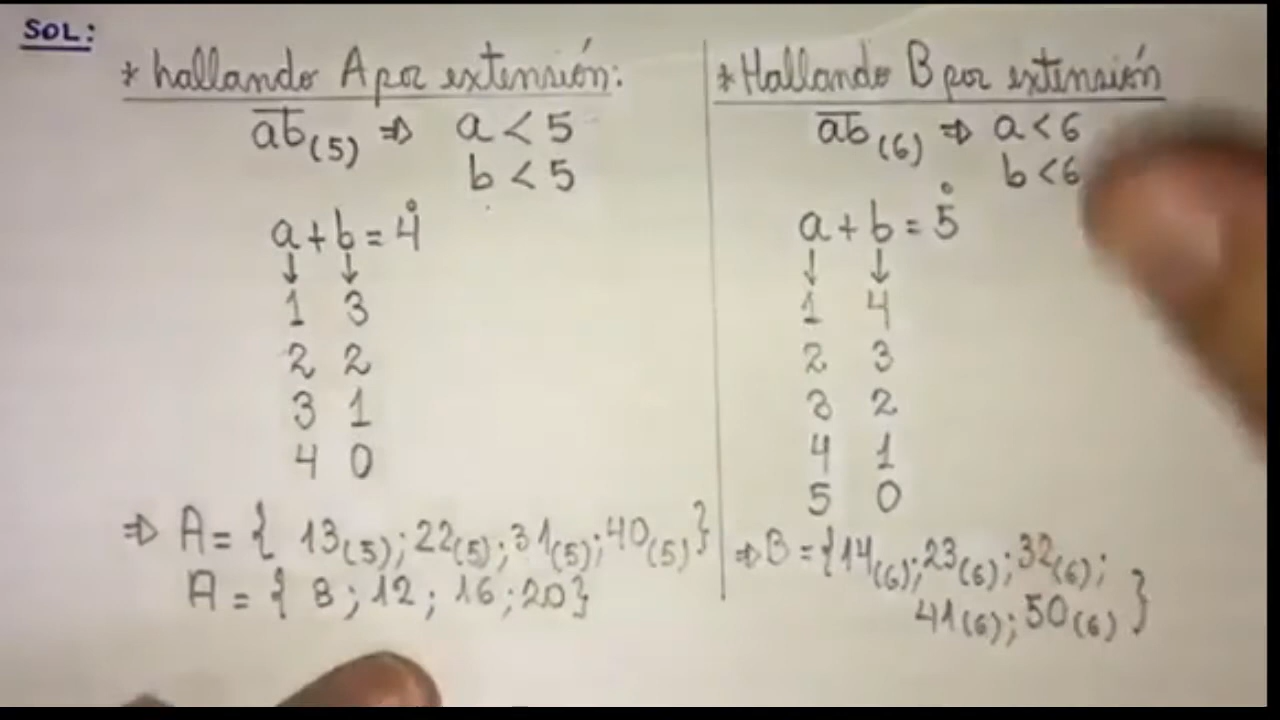 SOL:
* hallando A por extensión:
a̅b̅(5) ⇒ a < 5
b < 5
a + b = 4̊
↓ ↓
1 3
2 2
3 1
4 0
⇒ A = { 13(5); 22(5); 31(5); 40(5)}
A = { 8; 12; 16; 20}
* Hallando B por extensión
a̅b̅(6) ⇒ a < 6
b < 6
a + b = 5̊
↓ ↓
1 4
2 3
3 2
4 1
5 0
⇒ B = {14(6); 23(6); 32(6);
41(6); 50(6) }